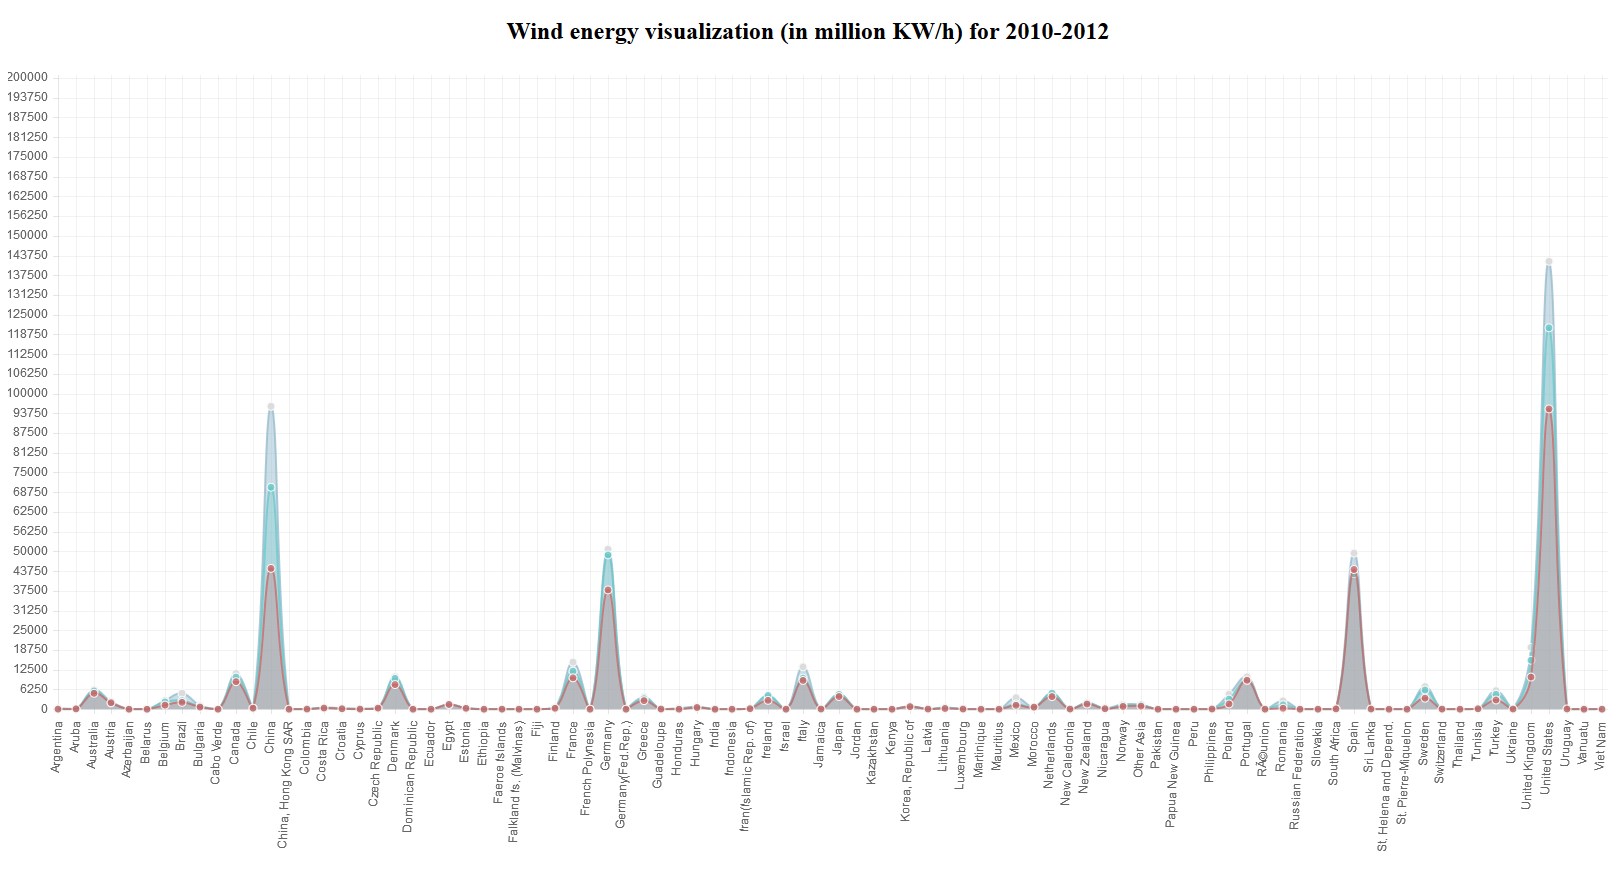 Wind energy visualization (in million KW/h) for 2010-2012
200000
193750
187500
181250
175000
168750
162500
156250
150000
143750
137500
131250
125000
118750
112500
106250
100000
93750
87500
81250
75000
68750
62500
56250
50000
43750
37500
31250
25000
18750
12500
6250
0
Argentina
Aruba
Australia
Austria
Azerbaijan
Belarus
Belgium
Brazil
Bulgaria
Cabo Verde
Canada
Chile
China
China, Hong Kong SAR
Colombia
Costa Rica
Croatia
Cyprus
Czech Republic
Denmark
Dominican Republic
Ecuador
Egypt
Estonia
Ethiopia
Faeroe Islands
Falkland Is. (Malvinas)
Fiji
Finland
France
French Polynesia
Germany
Germany(Fed.Rep.)
Greece
Guadeloupe
Honduras
Hungary
India
Indonesia
Iran(Islamic Rep. of)
Ireland
Israel
Italy
Jamaica
Japan
Jordan
Kazakhstan
Kenya
Korea, Republic of
Latvia
Lithuania
Luxembourg
Martinique
Mauritius
Mexico
Morocco
Netherlands
New Caledonia
New Zealand
Nicaragua
Norway
Other Asia
Pakistan
Papua New Guinea
Peru
Philippines
Poland
Portugal
RÃ©union
Romania
Russian Federation
Slovakia
South Africa
Spain
Sri Lanka
St. Helena and Depend.
St. Pierre-Miquelon
Sweden
Switzerland
Thailand
Tunisia
Turkey
Ukraine
United Kingdom
United States
Uruguay
Vanuatu
Viet Nam